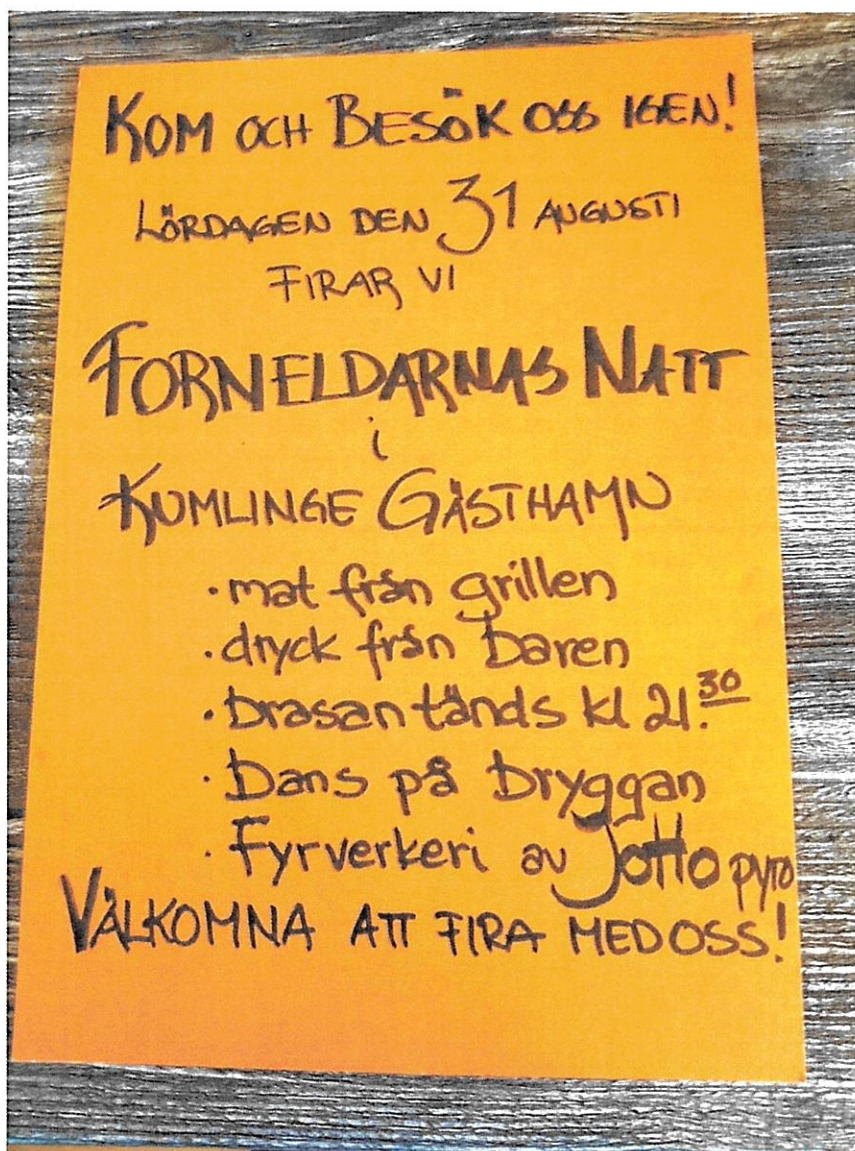 KOM OCH BESÖK OSS IGEN!
LÖRDAGEN DEN 31 AUGUSTI
FIRAR VI
FORNELDARNAS NATT
i
KUMLINGE GÄSTHAMN
· mat från grillen
· dryck från baren
· brasan tänds kl 21.30
· Dans på bryggan
· Fyrverkeri av JoHo pyro
VÄLKOMNA ATT FIRA MED OSS!